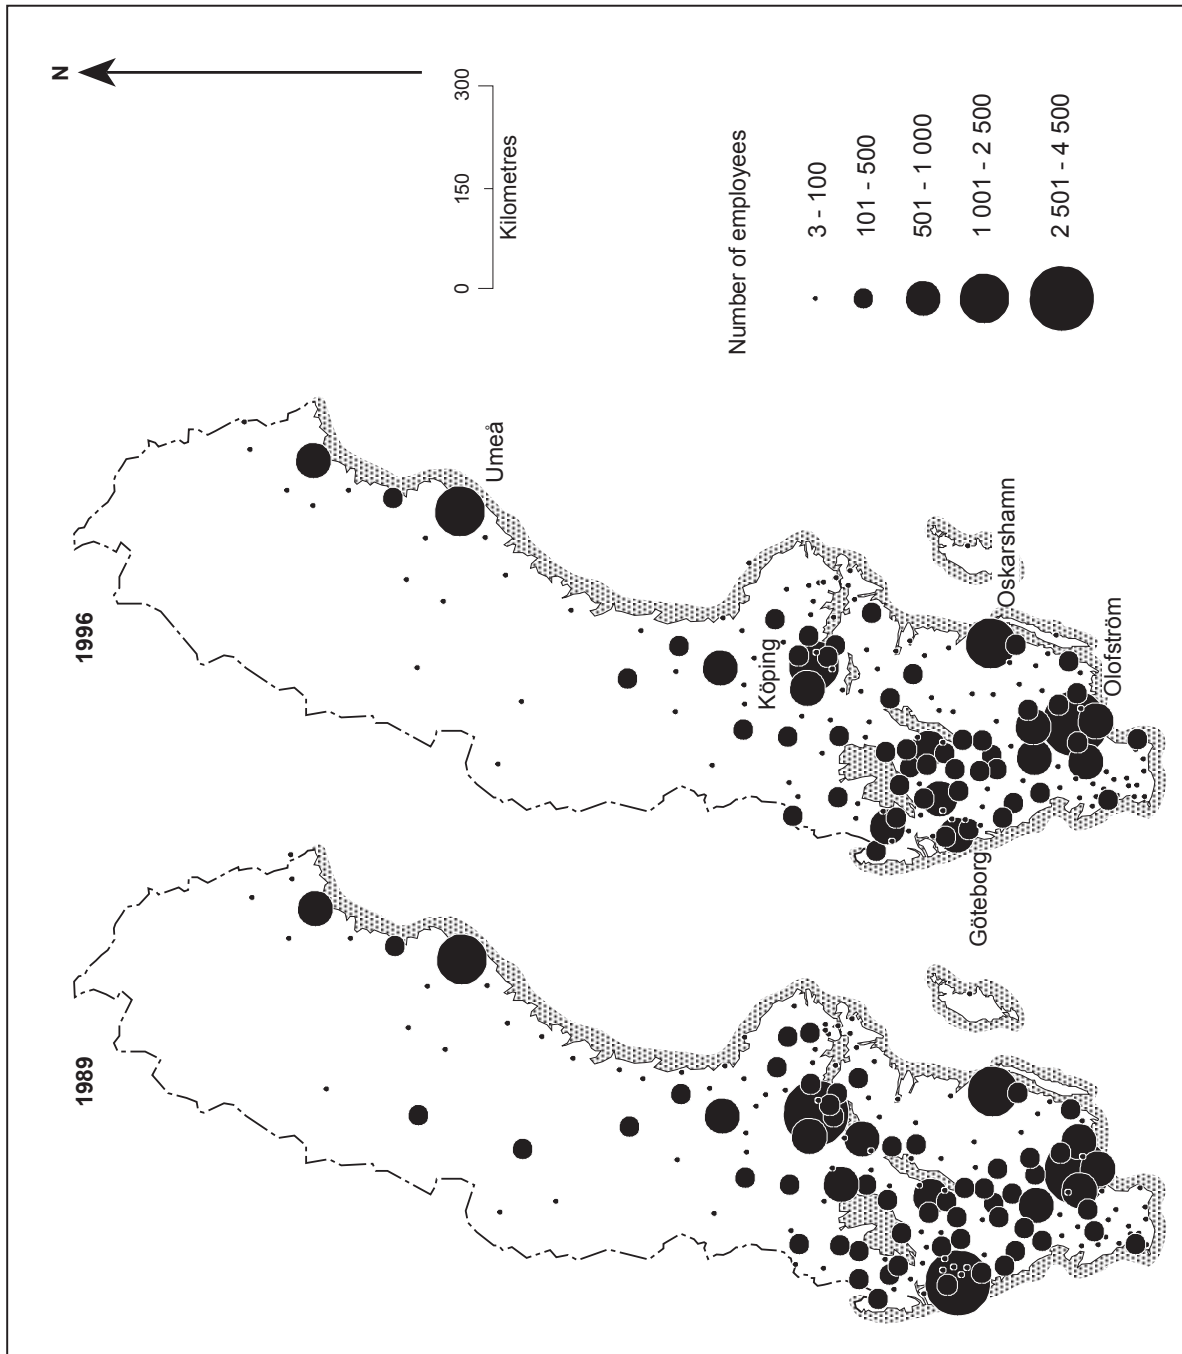 N
0 150 300
Kilometres
1989
1996
Umeå
Köping
Oskarshamn
Olofström
Göteborg
Number of employees
3 - 100
101 - 500
501 - 1 000
1 001 - 2 500
2 501 - 4 500